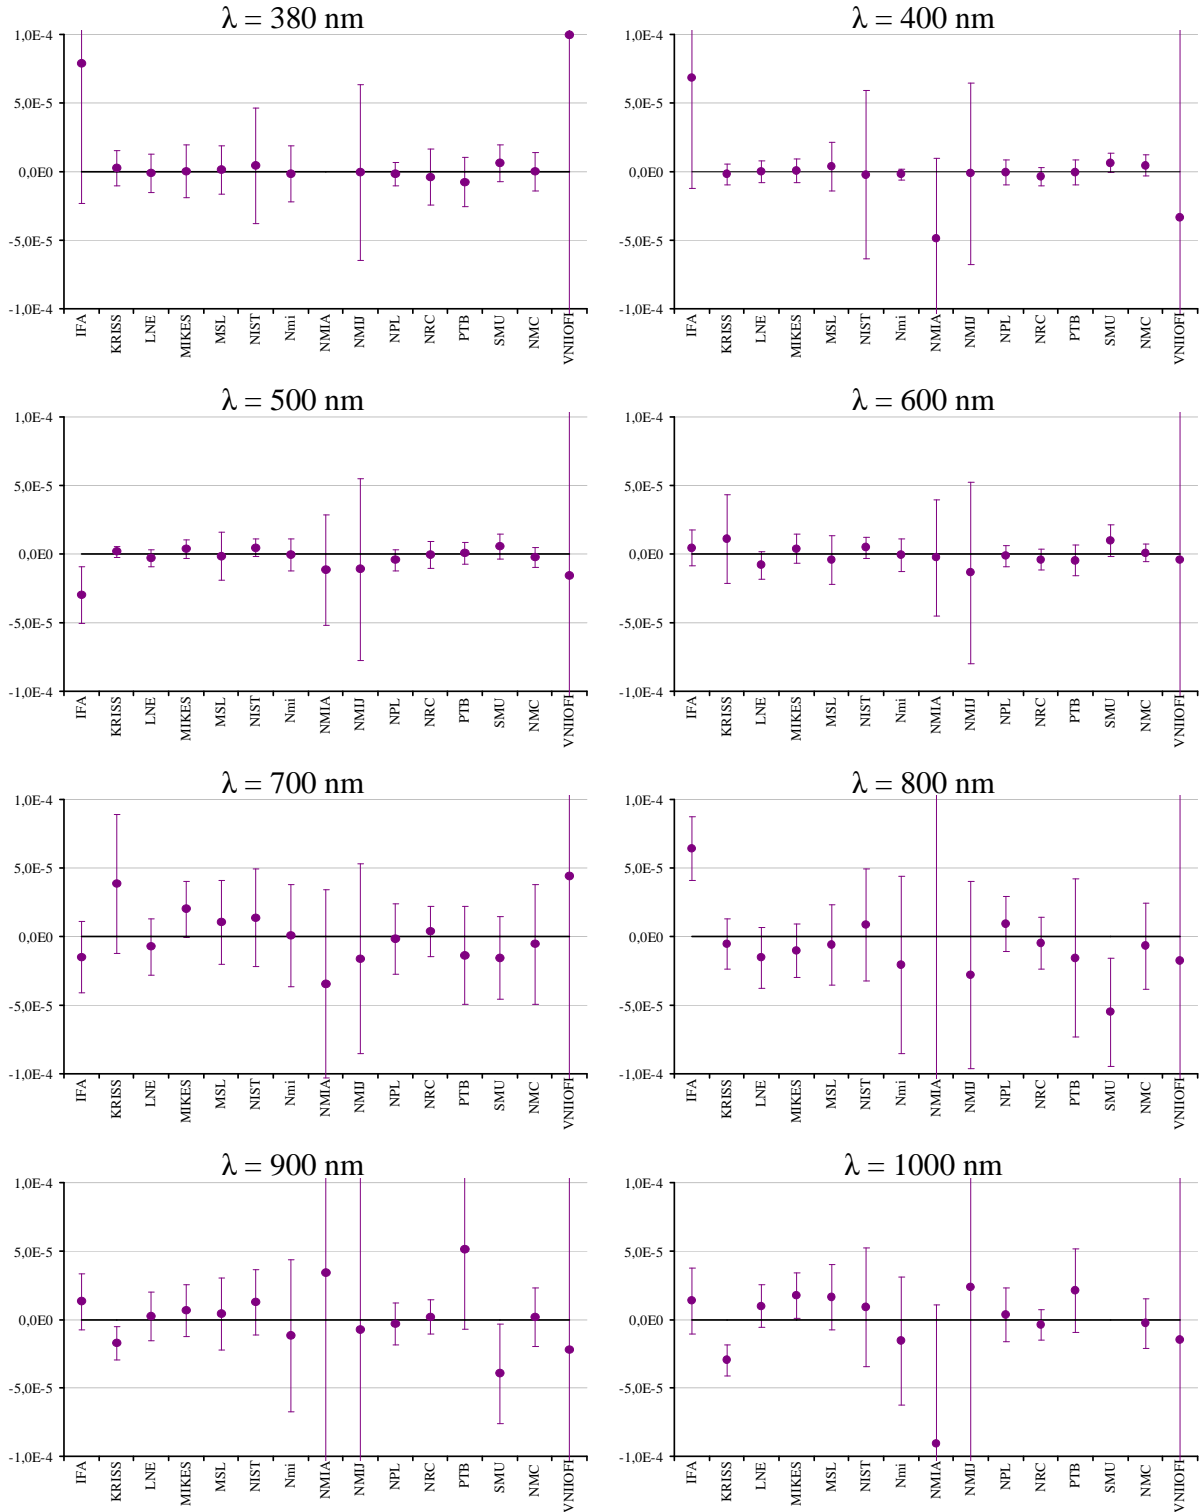 λ = 380 nm
1,0E-4
5,0E-5
0,0E0
-5,0E-5
-1,0E-4
IFA
KRISS
LNE
MIKES
MSL
NIST
Nmi
NMIA
NMIJ
NPL
NRC
PTB
SMU
NMC
VNIIOFI
λ = 400 nm
1,0E-4
5,0E-5
0,0E0
-5,0E-5
-1,0E-4
IFA
KRISS
LNE
MIKES
MSL
NIST
Nmi
NMIA
NMIJ
NPL
NRC
PTB
SMU
NMC
VNIIOFI
λ = 500 nm
1,0E-4
5,0E-5
0,0E0
-5,0E-5
-1,0E-4
IFA
KRISS
LNE
MIKES
MSL
NIST
Nmi
NMIA
NMIJ
NPL
NRC
PTB
SMU
NMC
VNIIOFI
λ = 600 nm
1,0E-4
5,0E-5
0,0E0
-5,0E-5
-1,0E-4
IFA
KRISS
LNE
MIKES
MSL
NIST
Nmi
NMIA
NMIJ
NPL
NRC
PTB
SMU
NMC
VNIIOFI
λ = 700 nm
1,0E-4
5,0E-5
0,0E0
-5,0E-5
-1,0E-4
IFA
KRISS
LNE
MIKES
MSL
NIST
Nmi
NMIA
NMIJ
NPL
NRC
PTB
SMU
NMC
VNIIOFI
λ = 800 nm
1,0E-4
5,0E-5
0,0E0
-5,0E-5
-1,0E-4
IFA
KRISS
LNE
MIKES
MSL
NIST
Nmi
NMIA
NMIJ
NPL
NRC
PTB
SMU
NMC
VNIIOFI
λ = 900 nm
1,0E-4
5,0E-5
0,0E0
-5,0E-5
-1,0E-4
IFA
KRISS
LNE
MIKES
MSL
NIST
Nmi
NMIA
NMIJ
NPL
NRC
PTB
SMU
NMC
VNIIOFI
λ = 1000 nm
1,0E-4
5,0E-5
0,0E0
-5,0E-5
-1,0E-4
IFA
KRISS
LNE
MIKES
MSL
NIST
Nmi
NMIA
NMIJ
NPL
NRC
PTB
SMU
NMC
VNIIOFI